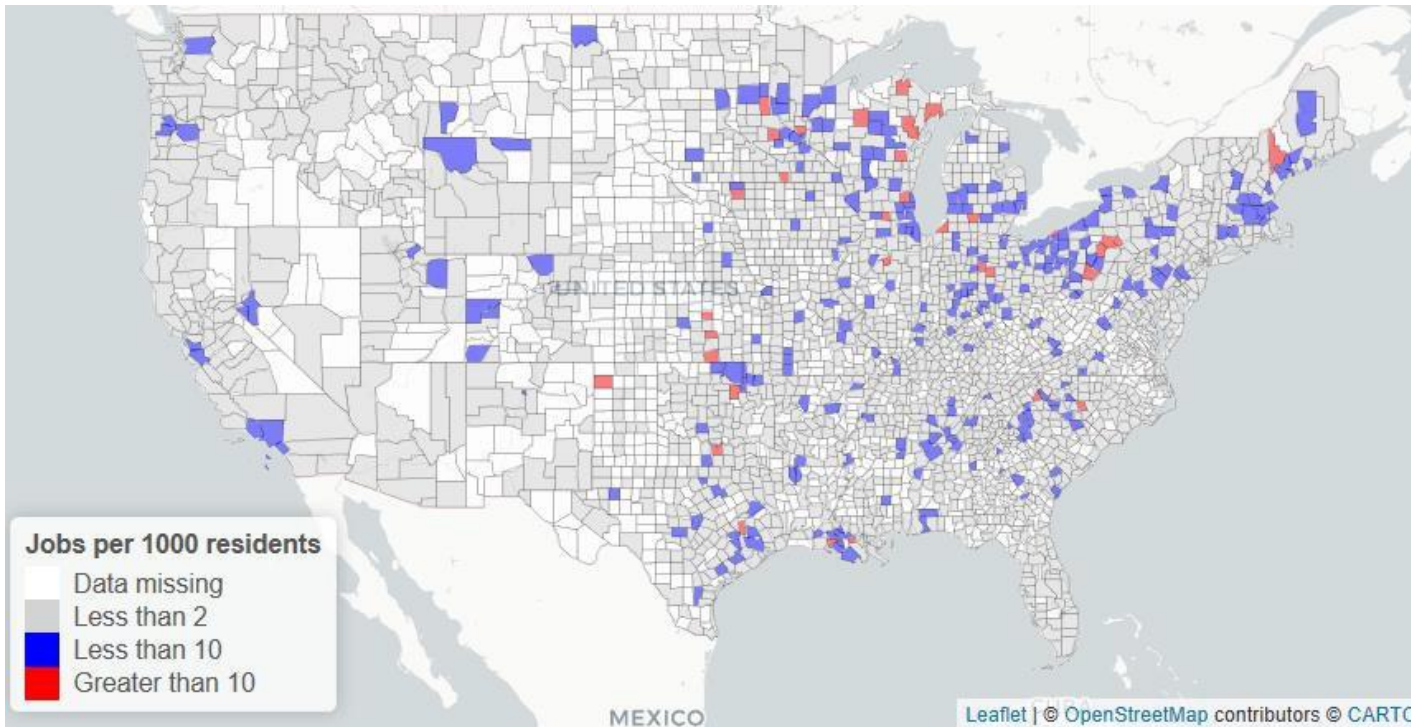 UNITED STATES
Jobs per 1000 residents
Data missing
Less than 2
Less than 10
Greater than 10
MEXICO
CUBA
Leaflet | © OpenStreetMap contributors © CARTO